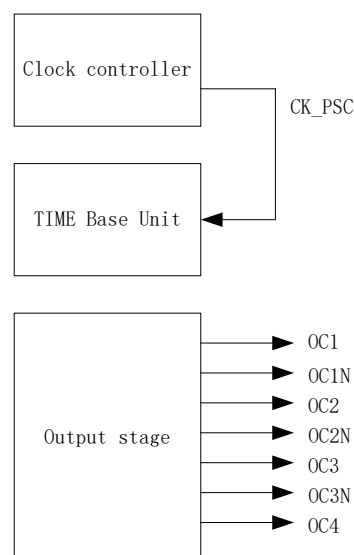 Clock controller
CK_PSC
TIME Base Unit
Output stage
OC1
OC1N
OC2
OC2N
OC3
OC3N
OC4